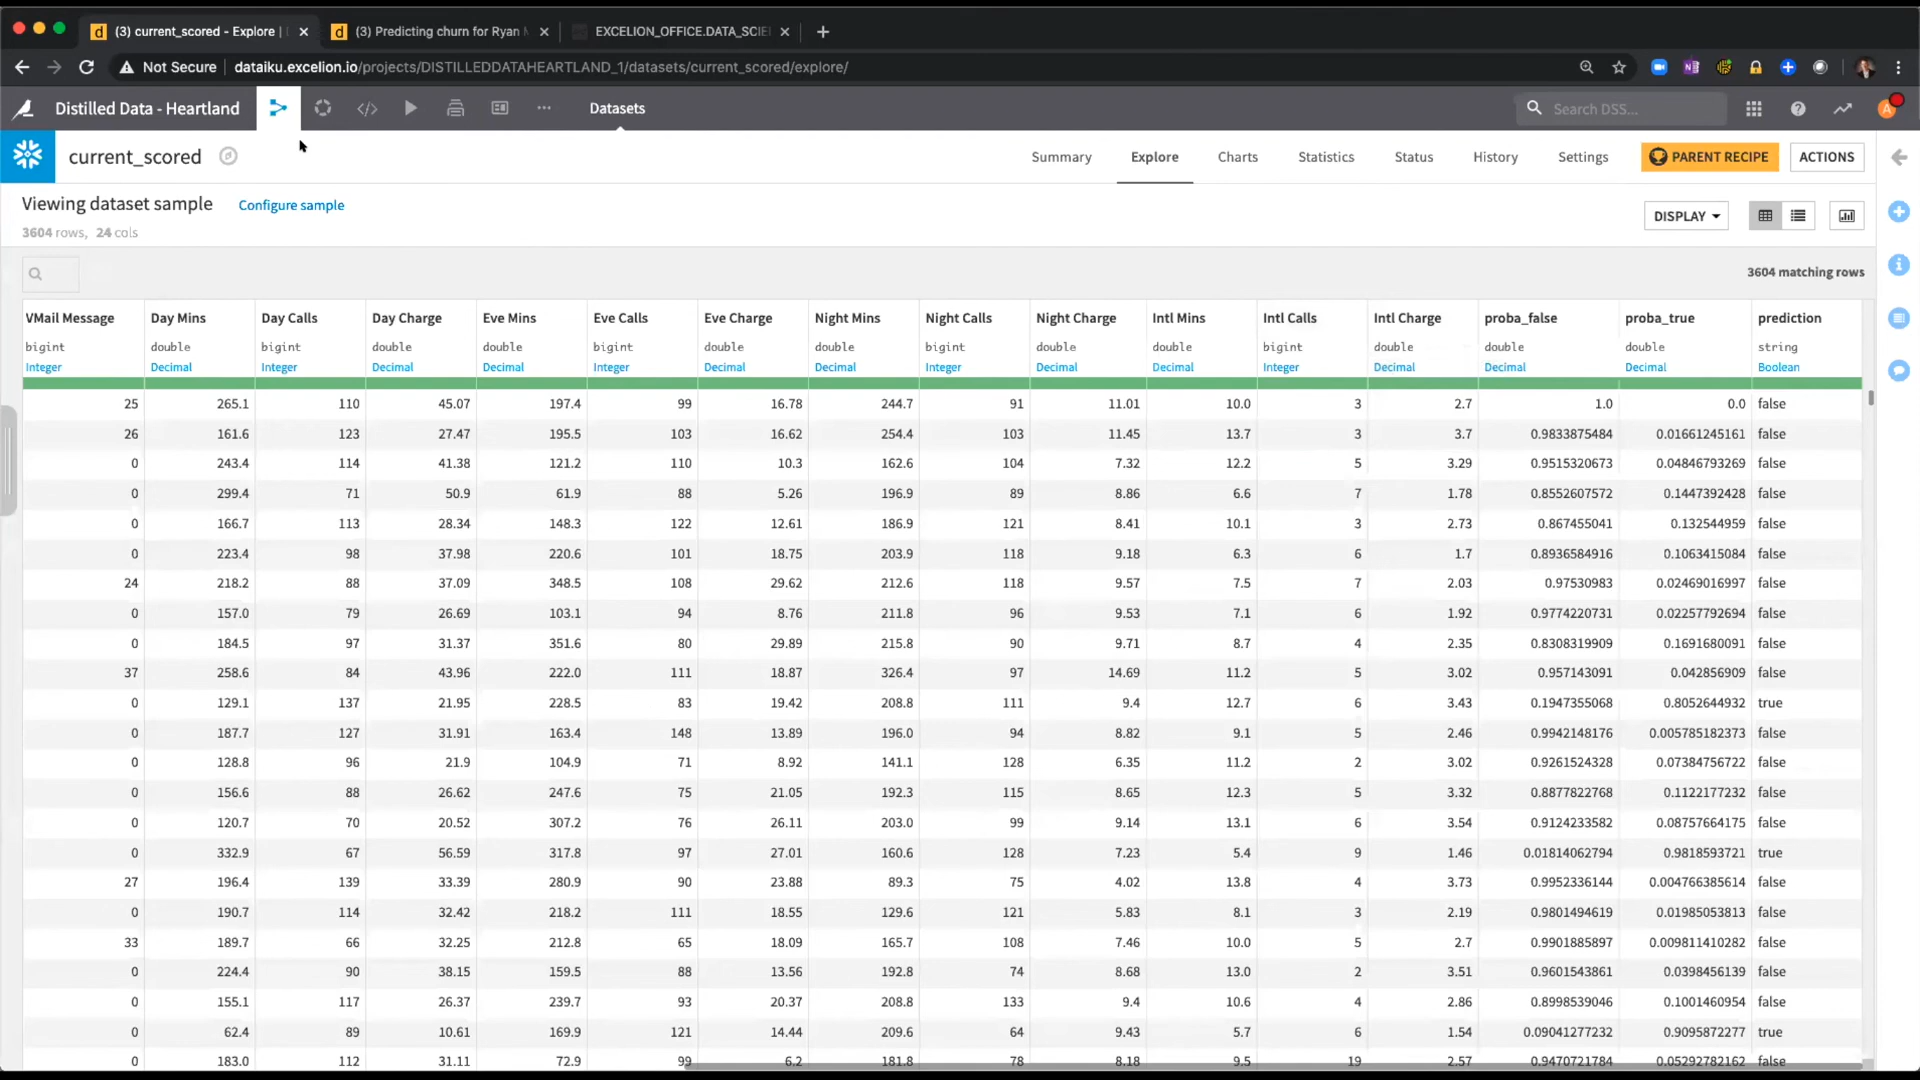 (3) current_scored - Explore |
(3) Predicting churn for Ryan
EXCELION_OFFICE.DATA_SCIE
Not Secure dataiku.excelion.io/projects/DISTILLEDDATAHEARTLAND_1/datasets/current_scored/explore/
Distilled Data - Heartland Datasets Search DSS...
current_scored Summary Explore Charts Statistics Status History Settings PARENT RECIPE ACTIONS
Viewing dataset sample Configure sample DISPLAY
3604 rows, 24 cols
3604 matching rows
VMail Message Day Mins Day Calls Day Charge Eve Mins Eve Calls Eve Charge Night Mins Night Calls Night Charge Intl Mins Intl Calls Intl Charge proba_false proba_true prediction
bigint double bigint double double bigint double double bigint double double bigint double double double string
Integer Decimal Integer Decimal Decimal Integer Decimal Decimal Integer Decimal Decimal Integer Decimal Decimal Decimal Boolean
25 265.1 110 45.07 197.4 99 16.78 244.7 91 11.01 10.0 3 2.7 1.0 0.0 false
26 161.6 123 27.47 195.5 103 16.62 254.4 103 11.45 13.7 3 3.7 0.9833875484 0.01661245161 false
0 243.4 114 41.38 121.2 110 10.3 162.6 104 7.32 12.2 5 3.29 0.9515320673 0.04846793269 false
0 299.4 71 50.9 61.9 88 5.26 196.9 89 8.86 6.6 7 1.78 0.8552607572 0.1447392428 false
0 166.7 113 28.34 148.3 122 12.61 186.9 121 8.41 10.1 3 2.73 0.867455041 0.132544959 false
0 223.4 98 37.98 220.6 101 18.75 203.9 118 9.18 6.3 6 1.7 0.8936584916 0.1063415084 false
24 218.2 88 37.09 348.5 108 29.62 212.6 118 9.57 7.5 7 2.03 0.97530983 0.02469016997 false
0 157.0 79 26.69 103.1 94 8.76 211.8 96 9.53 7.1 6 1.92 0.9774220731 0.02257792694 false
0 184.5 97 31.37 351.6 80 29.89 215.8 90 9.71 8.7 4 2.35 0.8308319909 0.1691680091 false
37 258.6 84 43.96 222.0 111 18.87 326.4 97 14.69 11.2 5 3.02 0.957143091 0.042856909 false
0 129.1 137 21.95 228.5 83 19.42 208.8 111 9.4 12.7 6 3.43 0.1947355068 0.8052644932 true
0 187.7 127 31.91 163.4 148 13.89 196.0 94 8.82 9.1 5 2.46 0.9942148176 0.005785182373 false
0 128.8 96 21.9 104.9 71 8.92 141.1 128 6.35 11.2 2 3.02 0.9261524328 0.07384756722 false
0 156.6 88 26.62 247.6 75 21.05 192.3 115 8.65 12.3 5 3.32 0.8877822768 0.1122177232 false
0 120.7 70 20.52 307.2 76 26.11 203.0 99 9.14 13.1 6 3.54 0.9124233582 0.08757664175 false
0 332.9 67 56.59 317.8 97 27.01 160.6 128 7.23 5.4 9 1.46 0.01814062794 0.9818593721 true
27 196.4 139 33.39 280.9 90 23.88 89.3 75 4.02 13.8 4 3.73 0.9952336144 0.004766385614 false
0 190.7 114 32.42 218.2 111 18.55 129.6 121 5.83 8.1 3 2.19 0.9801494619 0.01985053813 false
33 189.7 66 32.25 212.8 65 18.09 165.7 108 7.46 10.0 5 2.7 0.9901885897 0.009811410282 false
0 224.4 90 38.15 159.5 88 13.56 192.8 74 8.68 13.0 2 3.51 0.9601543861 0.0398456139 false
0 155.1 117 26.37 239.7 93 20.37 208.8 133 9.4 10.6 4 2.86 0.8998539046 0.1001460954 false
0 62.4 89 10.61 169.9 121 14.44 209.6 64 9.43 5.7 6 1.54 0.09041277232 0.9095872277 true
0 183.0 112 31.11 72.9 99 6.2 181.8 78 8.18 9.5 19 2.57 0.9470721784 0.05292782162 false